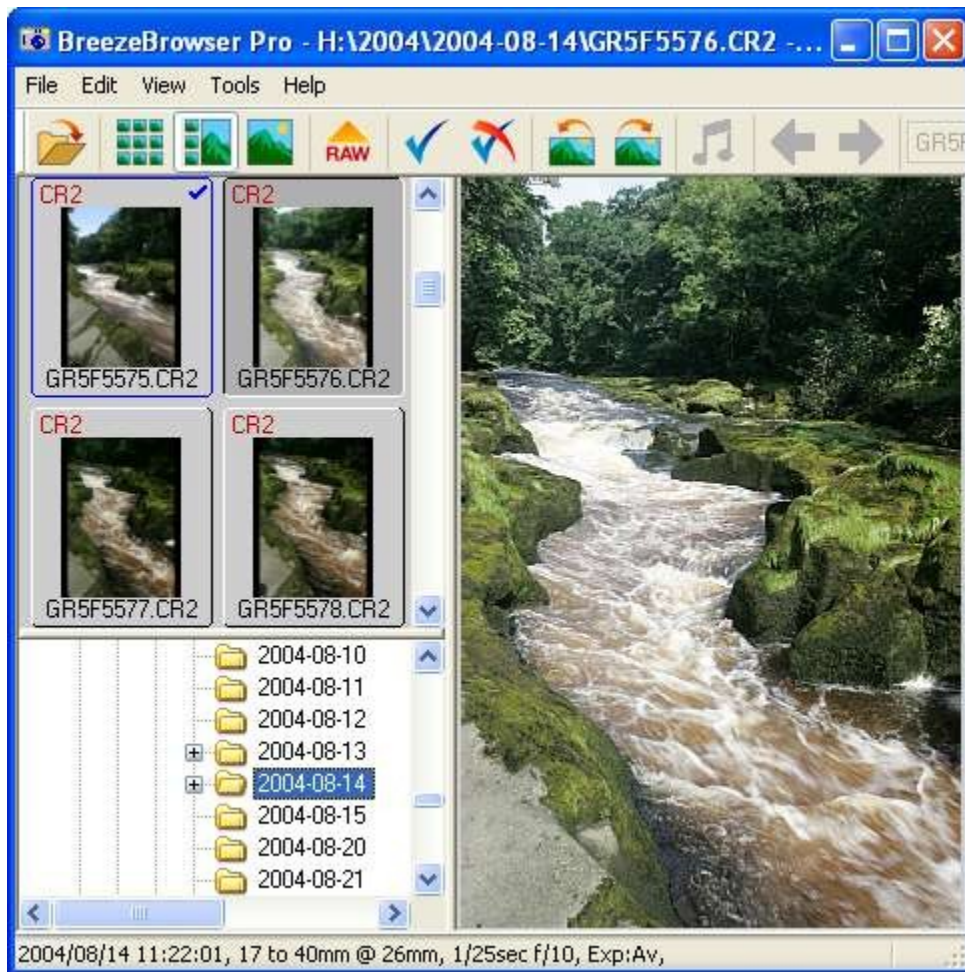 BreezeBrowser Pro - H:\2004\2004-08-14\GR5F5576.CR2 -...
File Edit View Tools Help
RAW
CR2
CR2
GR5F5575.CR2
GR5F5576.CR2
CR2
CR2
GR5F5577.CR2
GR5F5578.CR2
2004-08-10
2004-08-11
2004-08-12
2004-08-13
2004-08-14
2004-08-15
2004-08-20
2004-08-21
2004/08/14 11:22:01, 17 to 40mm @ 26mm, 1/25sec f/10, Exp:Av,